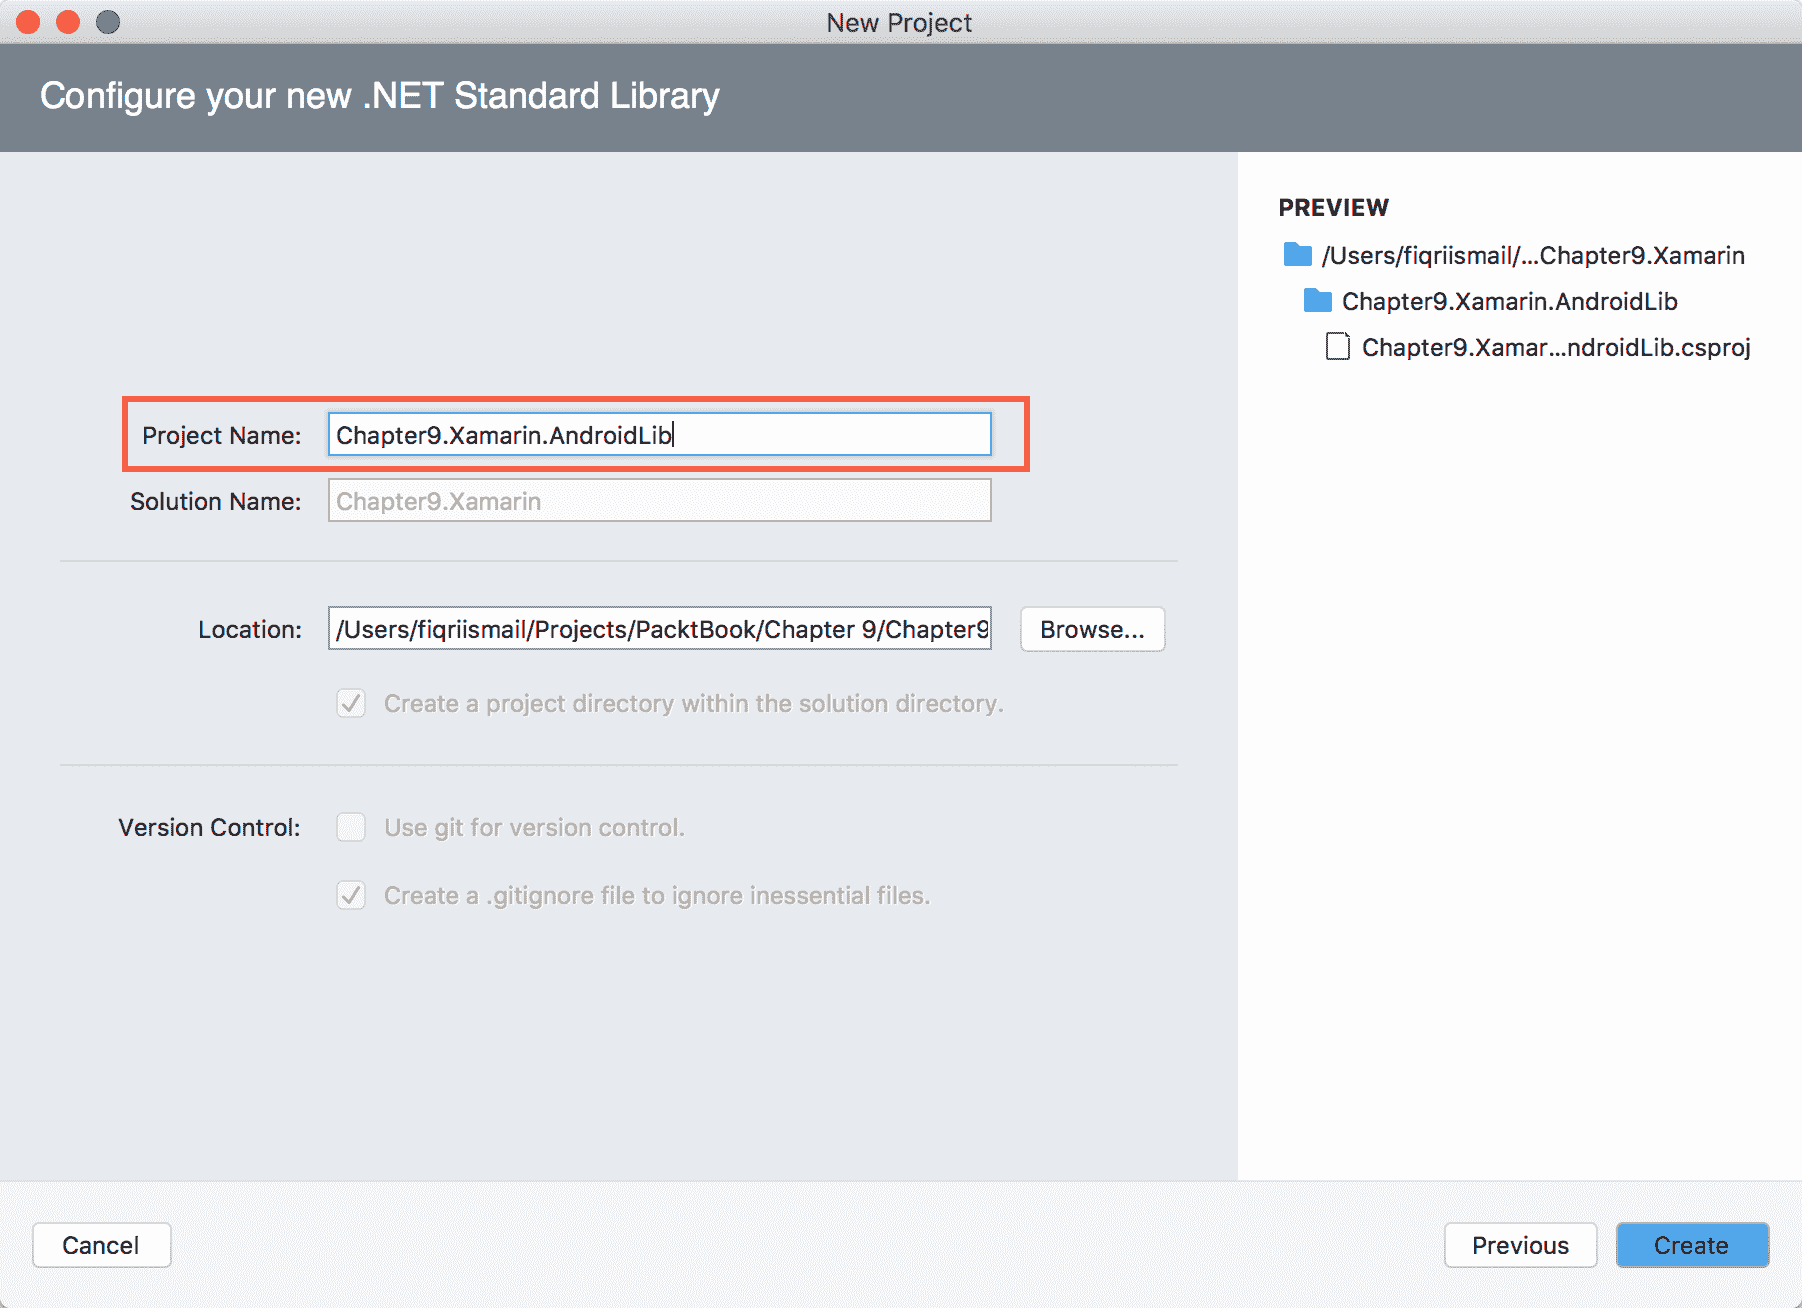 New Project
Configure your new .NET Standard Library
PREVIEW
/Users/fiqriismail/...Chapter9.Xamarin
Chapter9.Xamarin.AndroidLib
Chapter9.Xamar...ndroidLib.csproj
Project Name: Chapter9.Xamarin.AndroidLib
Solution Name: Chapter9.Xamarin
Location: /Users/fiqriismail/Projects/PacktBook/Chapter 9/Chapter9 Browse...
Create a project directory within the solution directory.
Version Control: Use git for version control.
Create a .gitignore file to ignore inessential files.
Cancel Previous Create